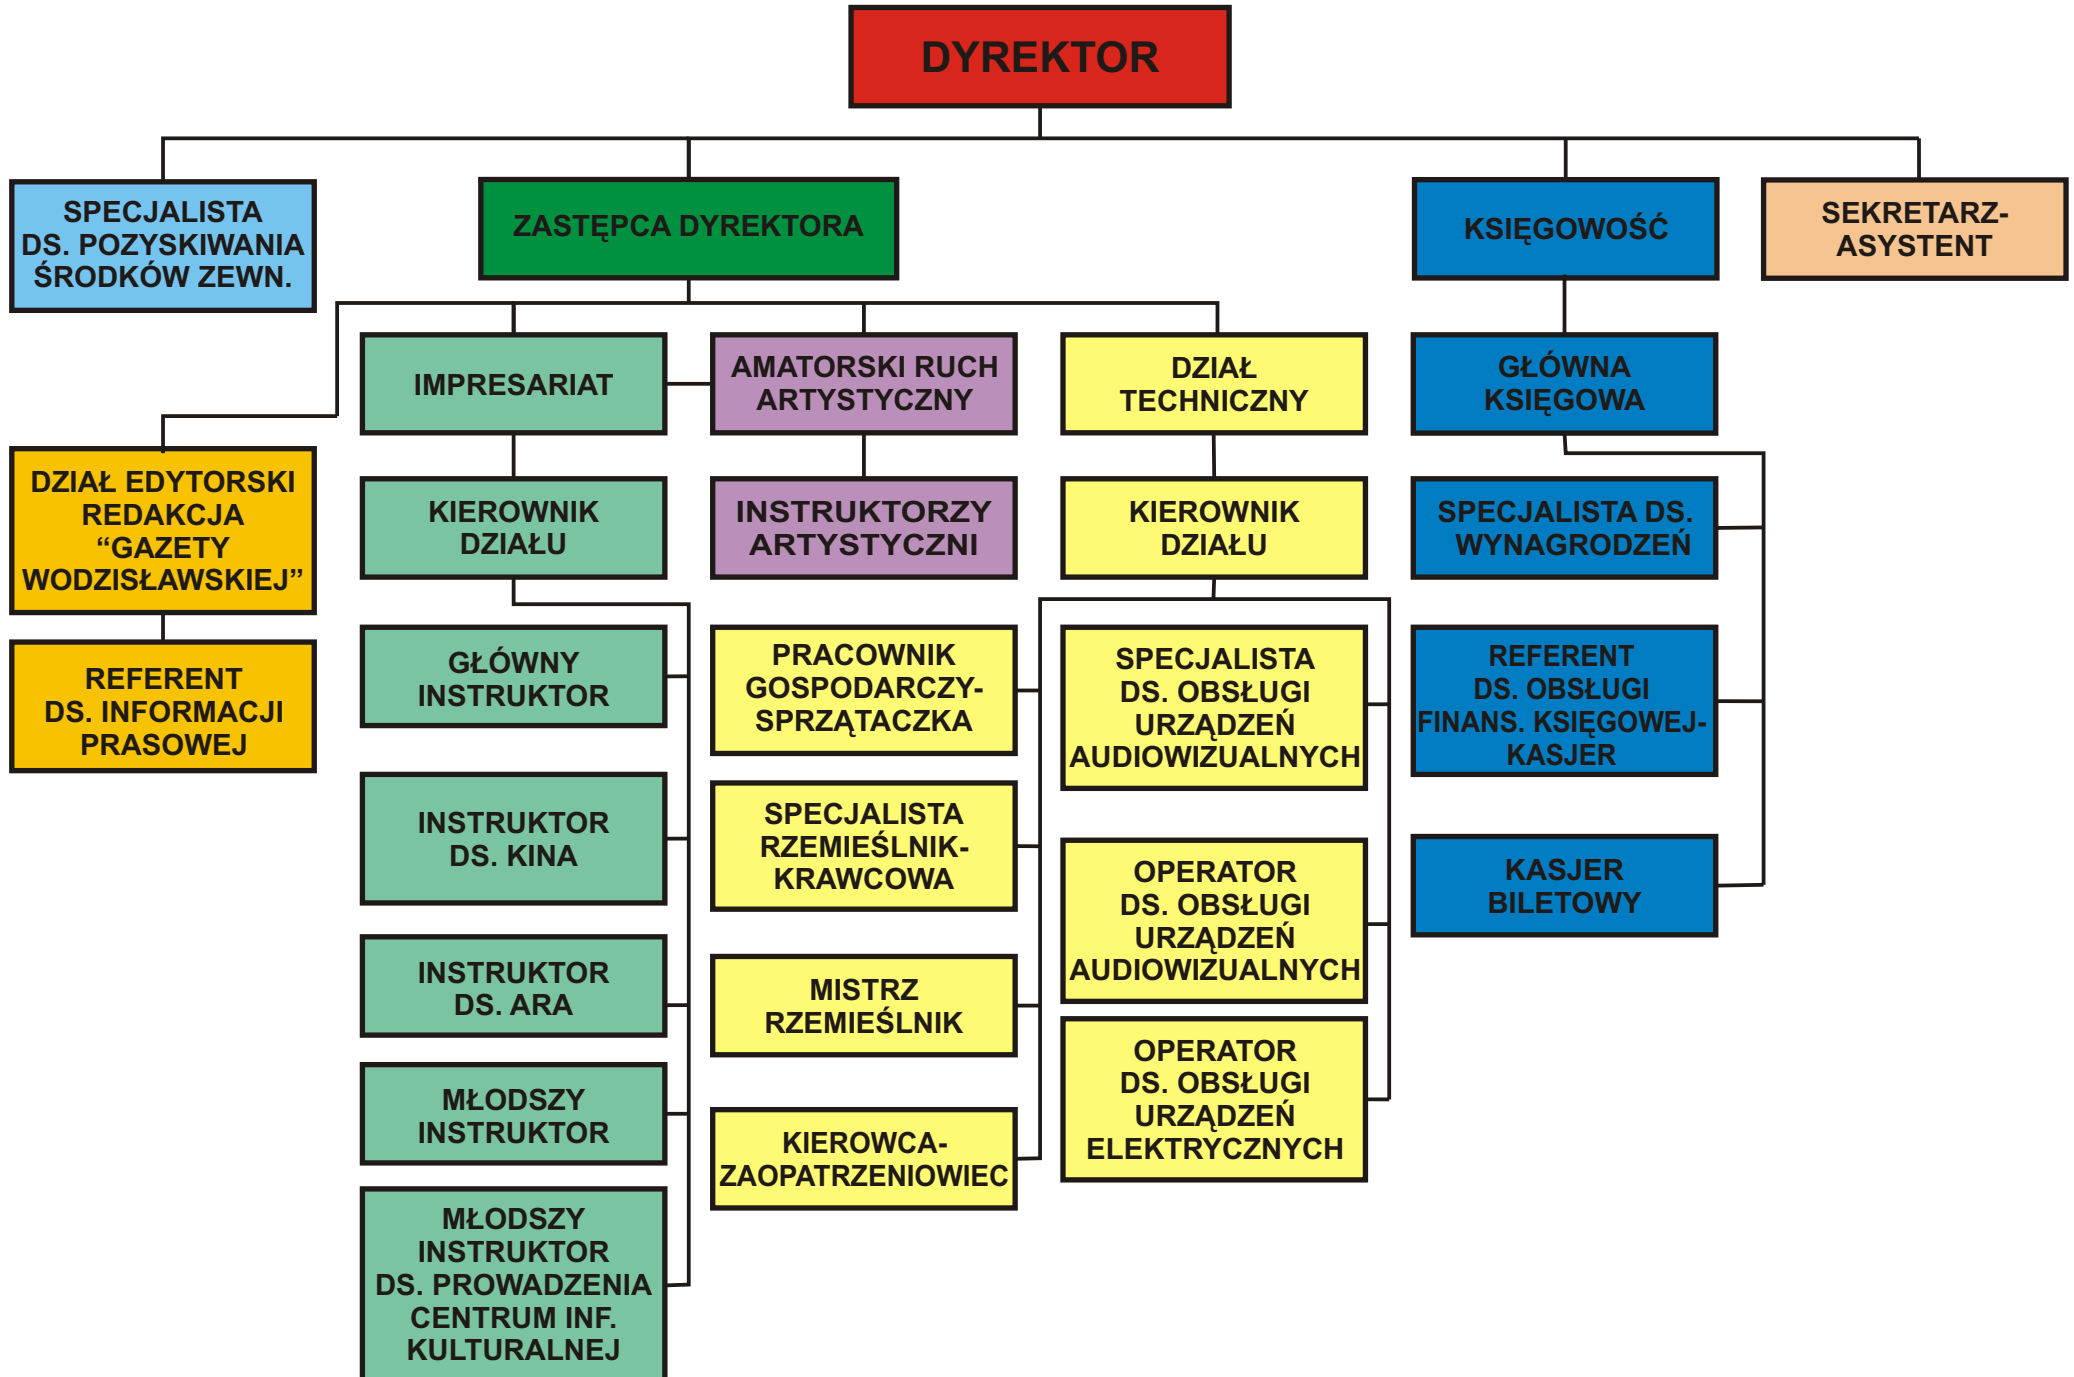 DYREKTOR
SPECJALISTA
DS. POZYSKIWANIA
ŚRODKÓW ZEWN.
ZASTĘPCA DYREKTORA
KSIĘGOWOŚĆ
SEKRETARZ-
ASYSTENT
IMPRESARIAT
AMATORSKI RUCH
ARTYSTYCZNY
DZIAŁ
TECHNICZNY
GŁÓWNA
KSIĘGOWA
DZIAŁ EDYTORSKI
REDAKCJA
“GAZETY
WODZISŁAWSKIEJ”
KIEROWNIK
DZIAŁU
INSTRUKTORZY
ARTYSTYCZNI
KIEROWNIK
DZIAŁU
SPECJALISTA DS.
WYNAGRODZEŃ
REFERENT
DS. INFORMACJI
PRASOWEJ
GŁÓWNY
INSTRUKTOR
PRACOWNIK
GOSPODARCZY-
SPRZĄTACZKA
SPECJALISTA
DS. OBSŁUGI
URZĄDZEŃ
AUDIOWIZUALNYCH
REFERENT
DS. OBSŁUGI
FINANS. KSIĘGOWEJ-
KASJER
INSTRUKTOR
DS. KINA
SPECJALISTA
RZEMIEŚLNIK-
KRAWCOWA
OPERATOR
DS. OBSŁUGI
URZĄDZEŃ
AUDIOWIZUALNYCH
KASJER
BILETOWY
INSTRUKTOR
DS. ARA
MISTRZ
RZEMIEŚLNIK
OPERATOR
DS. OBSŁUGI
URZĄDZEŃ
ELEKTRYCZNYCH
MŁODSZY
INSTRUKTOR
KIEROWCA-
ZAOPATRZENIOWIEC
MŁODSZY
INSTRUKTOR
DS. PROWADZENIA
CENTRUM INF.
KULTURALNEJ